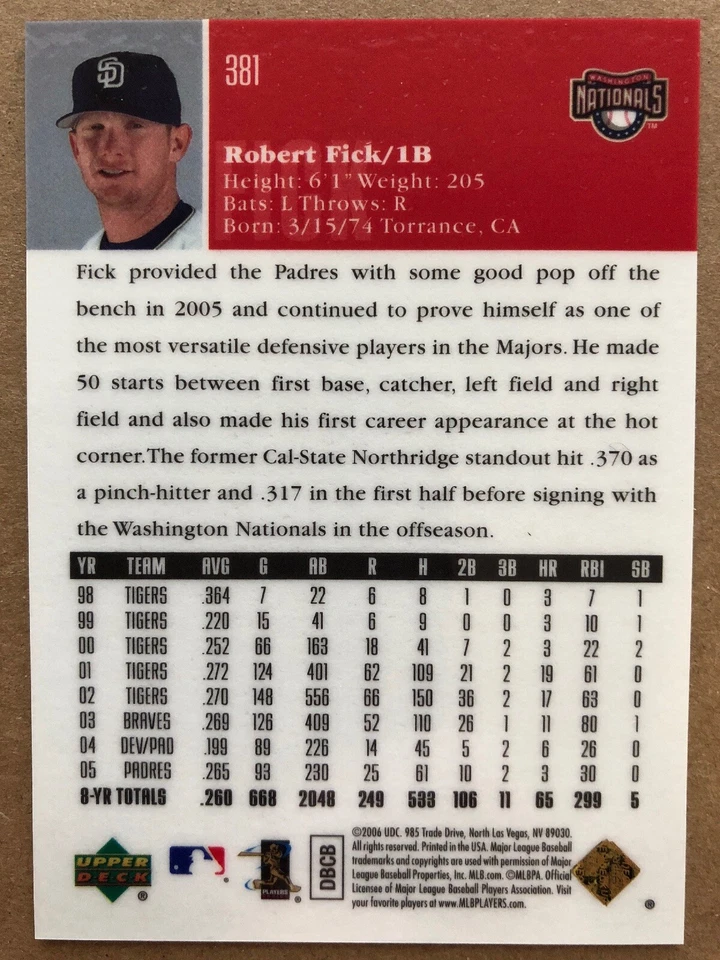 SD
381
WASHINGTON
NATIONALS
TM
Robert Fick/1B
Height: 6'1" Weight: 205
Bats: L Throws: R
Born: 3/15/74 Torrance, CA
Fick provided the Padres with some good pop off the
bench in 2005 and continued to prove himself as one of
the most versatile defensive players in the Majors. He made
50 starts between first base, catcher, left field and right
field and also made his first career appearance at the hot
corner. The former Cal-State Northridge standout hit .370 as
a pinch-hitter and .317 in the first half before signing with
the Washington Nationals in the offseason.
YR TEAM AVG G AB R H 2B 3B HR RBI SB
98 TIGERS .364 7 22 6 8 1 0 3 7 1
99 TIGERS .220 15 41 6 9 0 0 3 10 1
00 TIGERS .252 66 163 18 41 7 2 3 22 2
01 TIGERS .272 124 401 62 109 21 2 19 61 0
02 TIGERS .270 148 556 66 150 36 2 17 63 0
03 BRAVES .269 126 409 52 110 26 1 11 80 1
04 DEV/PAD .199 89 226 14 45 5 2 6 26 0
05 PADRES .265 93 230 25 61 10 2 3 30 0
8-YR TOTALS .260 668 2048 249 533 106 11 65 299 5
©2006 UDC. 985 Trade Drive, North Las Vegas, NV 89030.
All rights reserved. Printed in the USA. Major League Baseball
trademarks and copyrights are used with permission of Major
League Baseball Properties, Inc. MLB.com. ©MLBPA. Official
Licensee of Major League Baseball Players Association. Visit
your favorite players at www.MLBPLAYERS.com.
UPPER
DECK
®
®
PLAYERS
DBCB
®